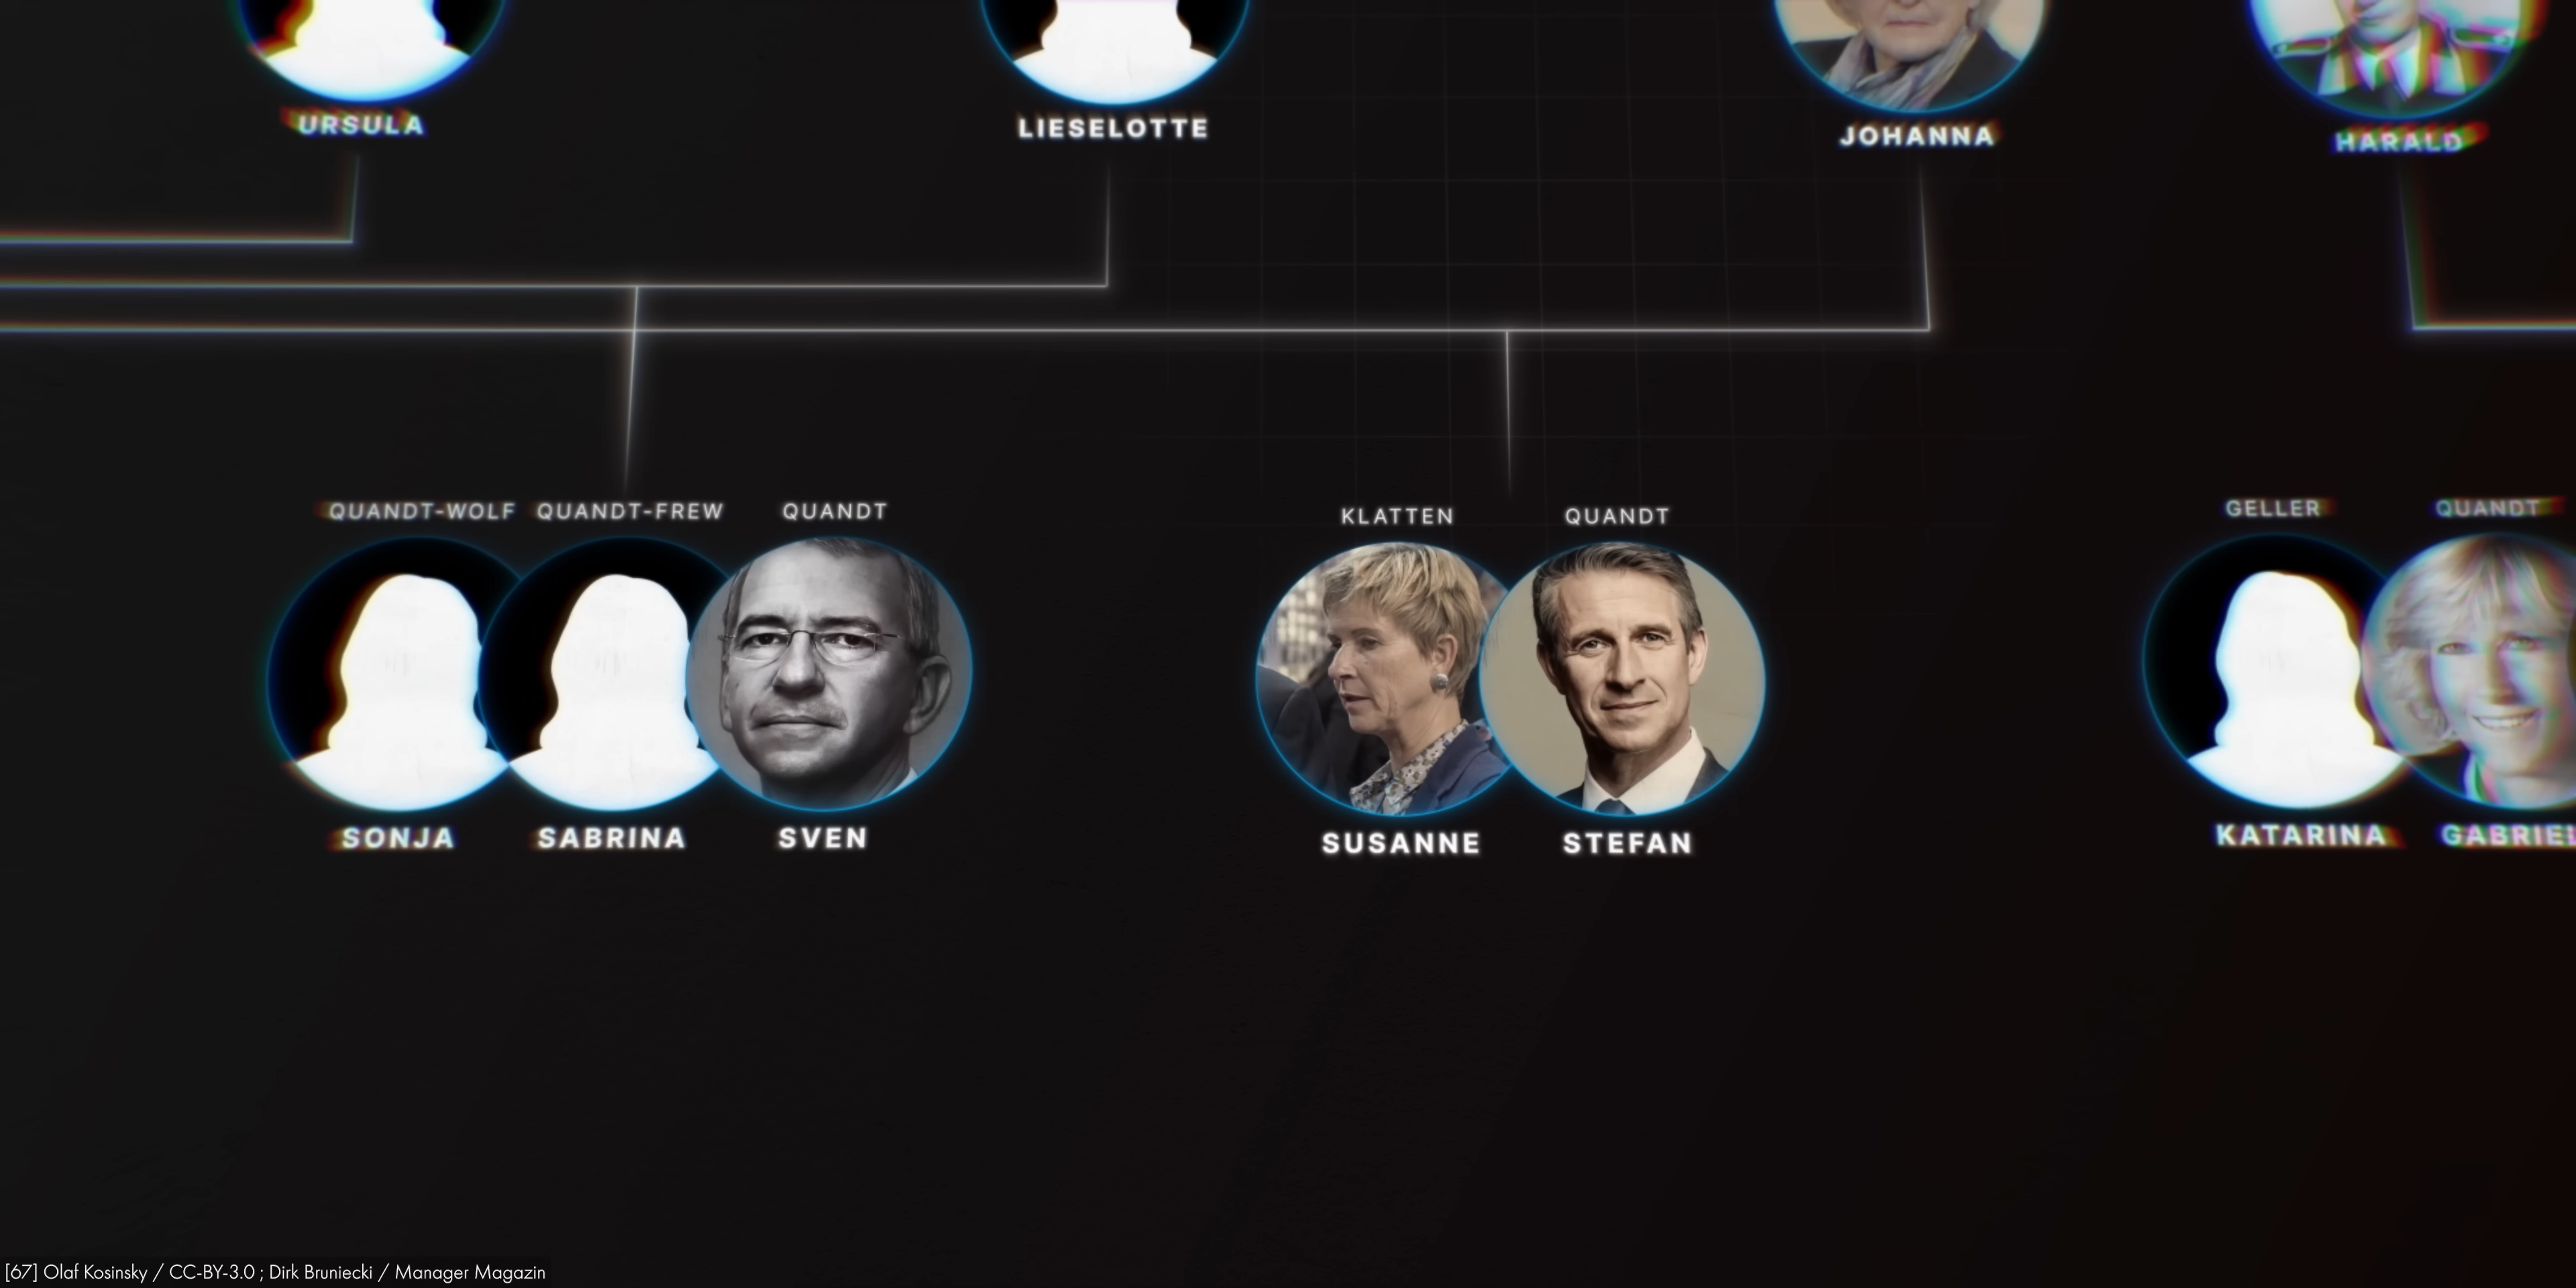 URSULA
LIESELOTTE
JOHANNA
HARALD
QUANDT-WOLF
QUANDT-FREW
QUANDT
KLATTEN
QUANDT
GELLER
QUANDT
SONJA
SABRINA
SVEN
SUSANNE
STEFAN
KATARINA
GABRIEL
[67] Olaf Kosinsky / CC-BY-3.0 ; Dirk Bruniecki / Manager Magazin